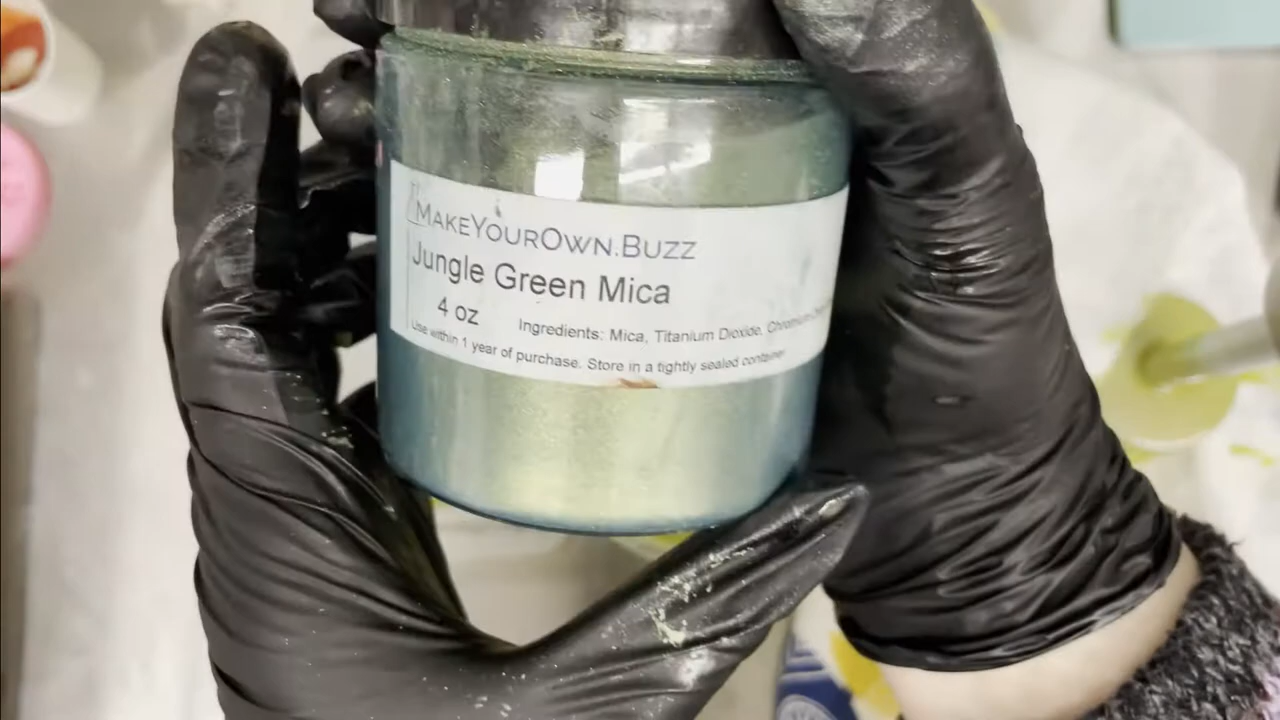 MAKEYOUROWN.BUZZ
Jungle Green Mica
4 oz
Ingredients: Mica, Titanium Dioxide,
Use within 1 year of purchase. Store in a tightly sealed container